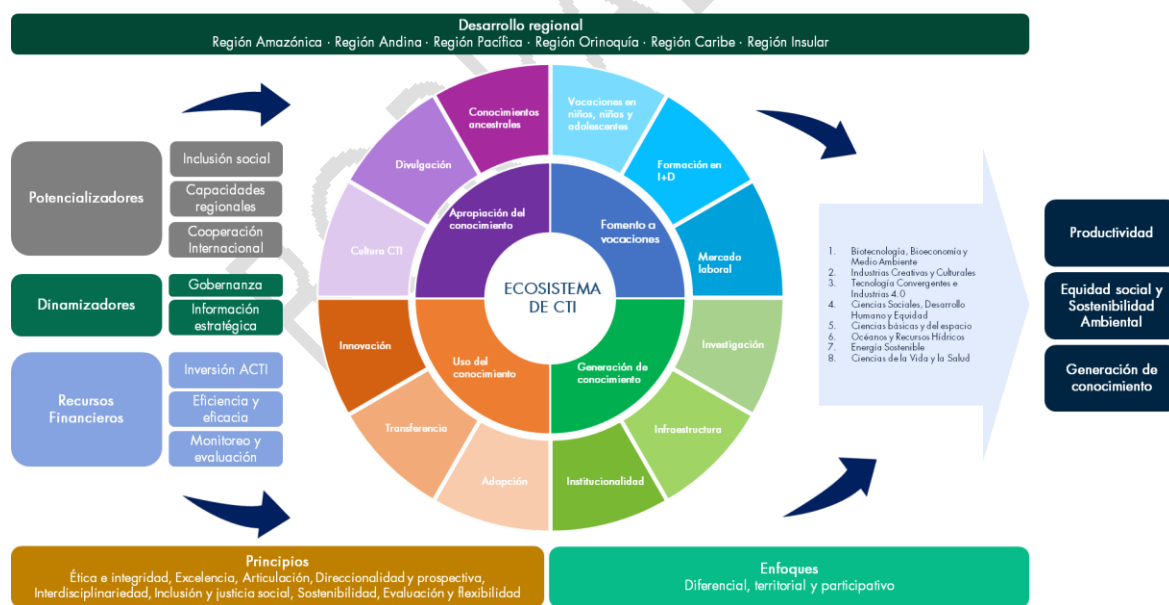 Desarrollo regional
Región Amazónica · Región Andina · Región Pacífica · Región Orinoquía · Región Caribe · Región Insular
Potencializadores
Inclusión social
Capacidades
regionales
Cooperación
Internacional
Dinamizadores
Gobernanza
Información
estratégica
Recursos
Financieros
Inversión ACTI
Eficiencia y
eficacia
Monitoreo y
evaluación
Conocimientos
ancestrales
Vocaciones en
niños, niñas y
adolescentes
Divulgación
Formación en
I+D
Cultura CTI
Mercado
laboral
Apropiación del
conocimiento
Fomento a
vocaciones
ECOSISTEMA
DE CTI
Uso del
conocimiento
Generación de
conocimiento
Innovación
Investigación
Transferencia
Infraestructura
Adopción
Institucionalidad
1. Biotecnología, Bioeconomía y
Medio Ambiente
2. Industrias Creativas y Culturales
3. Tecnología Convergentes e
Industrias 4.0
4. Ciencias Sociales, Desarrollo
Humano y Equidad
5. Ciencias básicas y del espacio
6. Océanos y Recursos Hídricos
7. Energía Sostenible
8. Ciencias de la Vida y la Salud
Productividad
Equidad social y
Sostenibilidad
Ambiental
Generación de
conocimiento
Principios
Ética e integridad, Excelencia, Articulación, Direccionalidad y prospectiva,
Interdisciplinariedad, Inclusión y justicia social, Sostenibilidad, Evaluación y flexibilidad
Enfoques
Diferencial, territorial y participativo